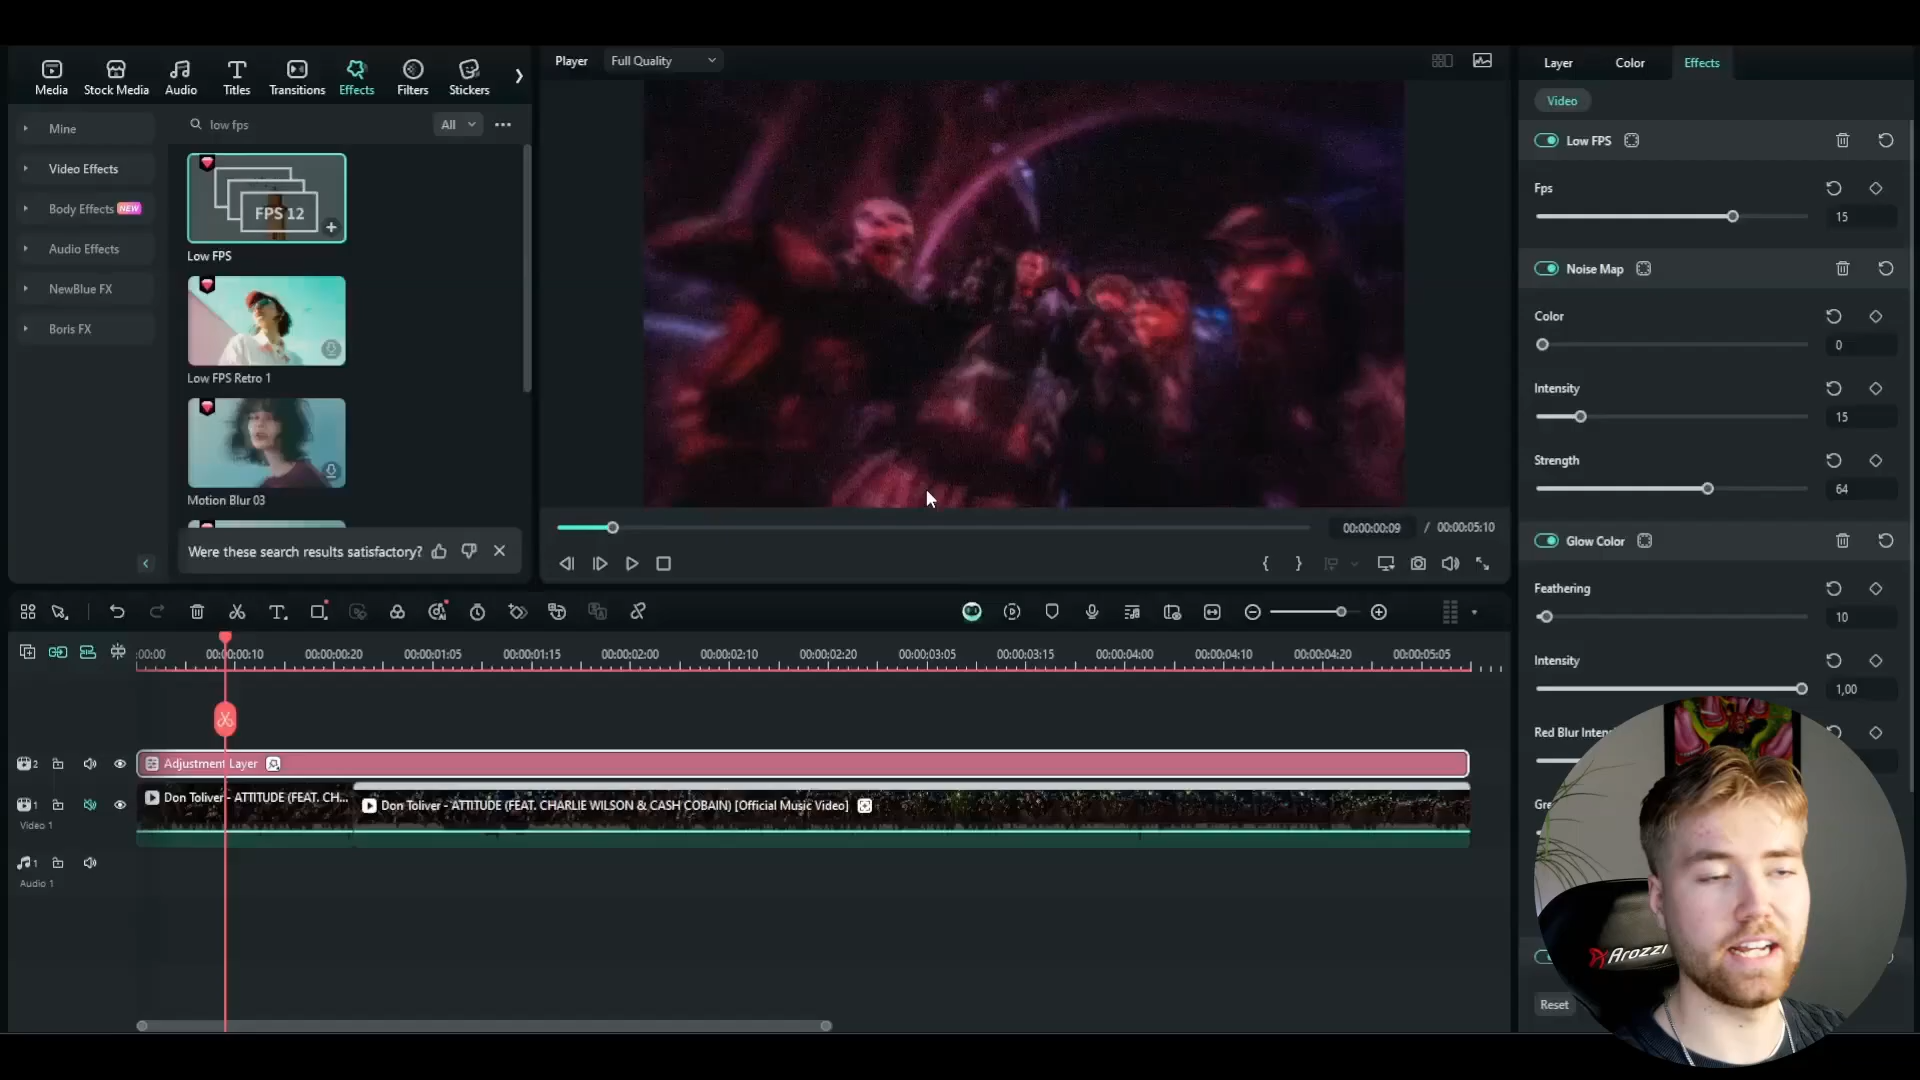 Media
Stock Media
Audio
Titles
Transitions
Effects
Filters
Stickers
Mine
Video Effects
Body Effects NEW
Audio Effects
NewBlue FX
Boris FX
low fps
All
FPS 12
Low FPS
Low FPS Retro 1
Motion Blur 03
Were these search results satisfactory?
Player
Full Quality
00:00:00:09 / 00:00:05:10
Layer
Color
Effects
Video
Low FPS
Fps
15
Noise Map
Color
0
Intensity
15
Strength
64
Glow Color
Feathering
10
Intensity
1,00
Red Blur Inten
Gre
Reset
:00:00
00:00:00:10
00:00:00:20
00:00:01:05
00:00:01:15
00:00:02:00
00:00:02:10
00:00:02:20
00:00:03:05
00:00:03:15
00:00:04:00
00:00:04:10
00:00:04:20
00:00:05:05
2
Adjustment Layer
1
Video 1
Don Toliver - ATTITUDE (FEAT. CH...
Don Toliver - ATTITUDE (FEAT. CHARLIE WILSON & CASH COBAIN) [Official Music Video]
1
Audio 1
Arozzi